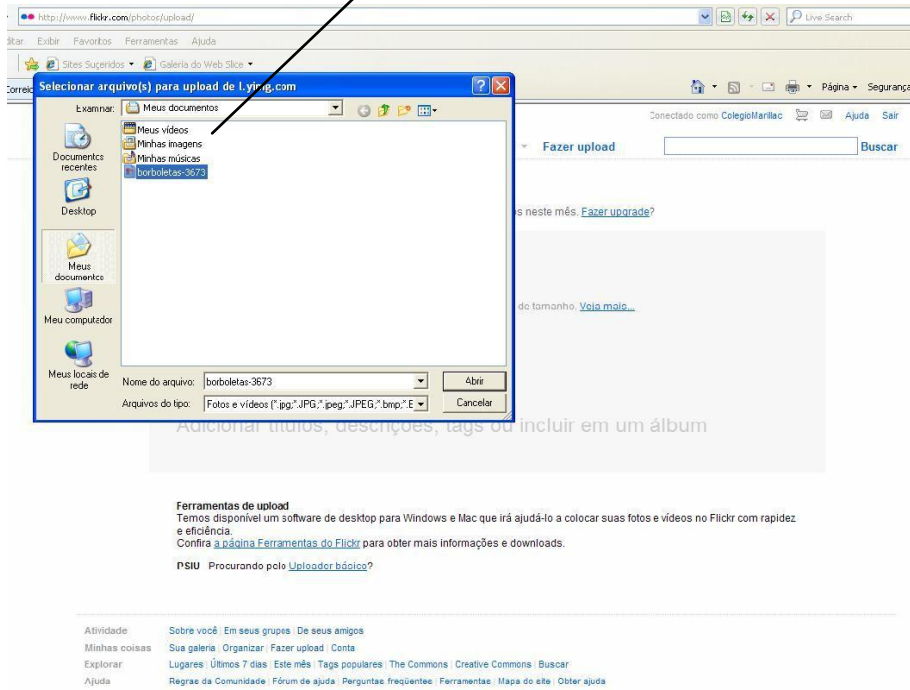 http://www.flickr.com/photos/upload/
Live Search
ditar Exibir Favoritos Ferramentas Ajuda
Sites Sugeridos Galeria do Web Slice
Correio
Página Segurança
Selecionar arquivo(s) para upload de l.yimg.com
Examinar: Meus documentos
Meus vídeos
Minhas imagens
Minhas músicas
borboletas-3673
Documentos recentes
Desktop
Meus documentos
Meu computador
Meus locais de rede
Nome do arquivo: borboletas-3673 Abrir
Arquivos do tipo: Fotos e vídeos (*.jpg;*.JPG;*.jpeg;*.JPEG;*.bmp;*.E Cancelar
Conectado como ColegioMarillac Ajuda Sair
Fazer upload Buscar
s neste mês. Fazer upgrade?
de tamanho. Veja mais...
Adicionar títulos, descrições, tags ou incluir em um álbum
Ferramentas de upload
Temos disponível um software de desktop para Windows e Mac que irá ajudá-lo a colocar suas fotos e vídeos no Flickr com rapidez
e eficiência.
Confira a página Ferramentas do Flickr para obter mais informações e downloads.
PSIU Procurando pelo Uploador básico?
Atividade Sobre você | Em seus grupos | De seus amigos
Minhas coisas Sua galeria | Organizar | Fazer upload | Conta
Explorar Lugares | Últimos 7 dias | Este mês | Tags populares | The Commons | Creative Commons | Buscar
Ajuda Regras da Comunidade | Fórum de ajuda | Perguntas freqüentes | Ferramentas | Mapa do site | Obter ajuda